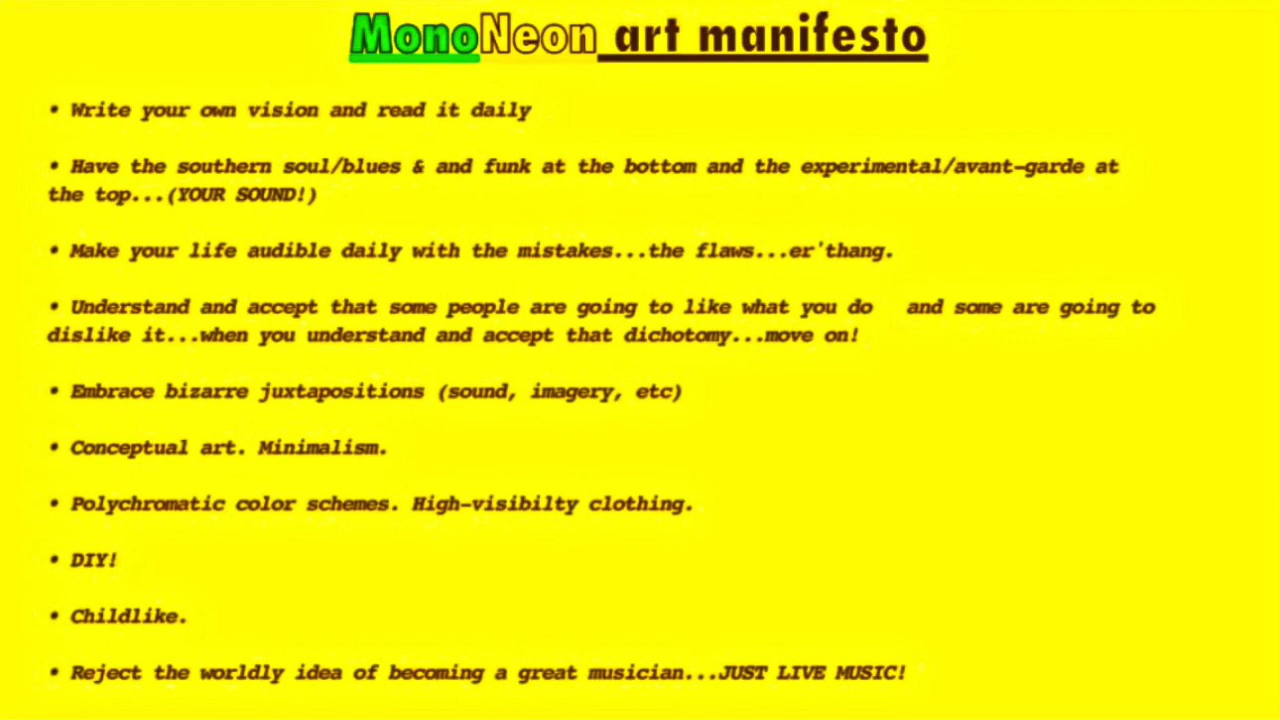 MonoNeon art manifesto
• Write your own vision and read it daily
• Have the southern soul/blues & and funk at the bottom and the experimental/avant-garde at
the top...(YOUR SOUND!)
• Make your life audible daily with the mistakes...the flaws...er'thang.
• Understand and accept that some people are going to like what you do and some are going to
dislike it...when you understand and accept that dichotomy...move on!
• Embrace bizarre juxtapositions (sound, imagery, etc)
• Conceptual art. Minimalism.
• Polychromatic color schemes. High-visibilty clothing.
• DIY!
• Childlike.
• Reject the worldly idea of becoming a great musician...JUST LIVE MUSIC!